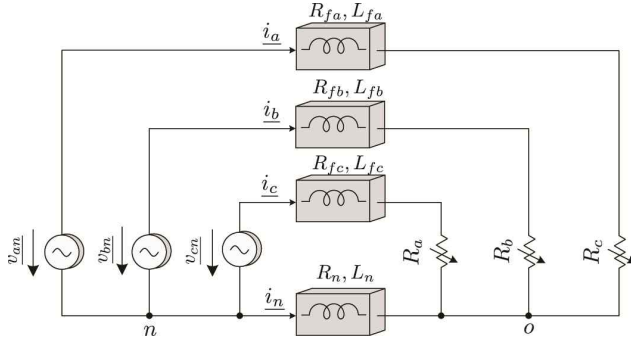 R_{fa}, L_{fa}
i_a
R_{fb}, L_{fb}
i_b
R_{fc}, L_{fc}
i_c
v_{an}
v_{bn}
v_{cn}
R_a
R_b
R_c
R_n, L_n
i_n
n
o